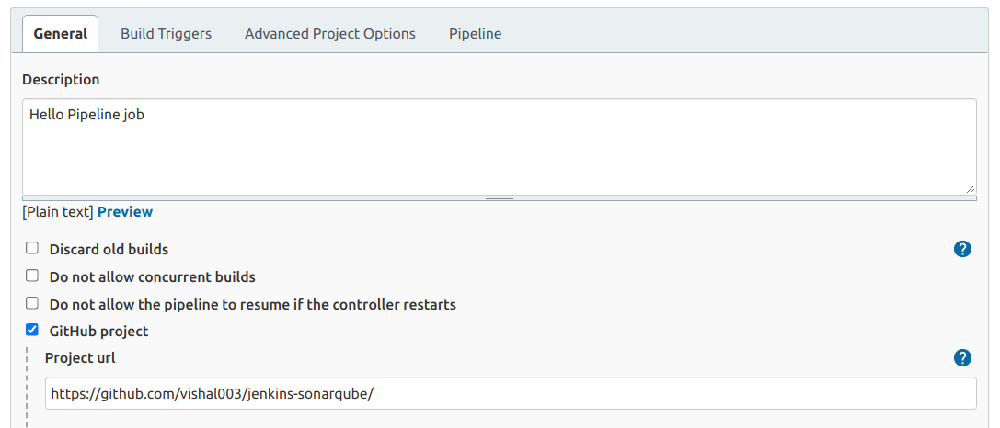 General Build Triggers Advanced Project Options Pipeline
Description
Hello Pipeline job
[Plain text] Preview
Discard old builds ?
Do not allow concurrent builds
Do not allow the pipeline to resume if the controller restarts
GitHub project
Project url ?
https://github.com/vishal003/jenkins-sonarqube/